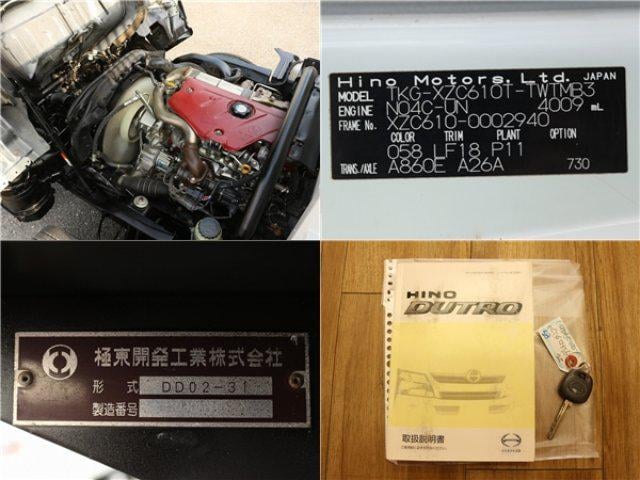 Hino Motors, Ltd. JAPAN
MODEL TKG-XZC610T-TWTMB3
ENGINE N04C-UN 4009 mL
FRAME No. XZC610-0002940
COLOR TRIM PLANT OPTION
058 LF18 P11
TRANS./AXLE A860E A26A 730
極東開発工業株式会社
形式 DD02-31
製造番号
HINO
DUTRO
取扱説明書